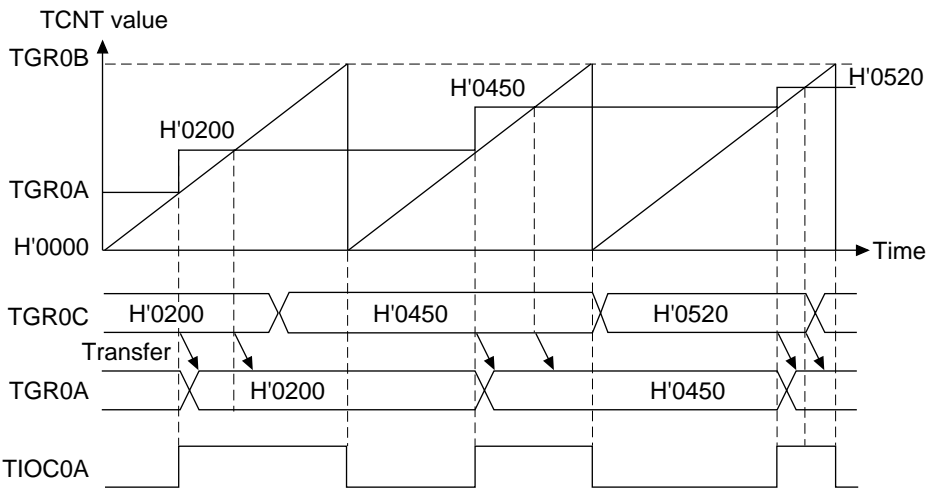 TCNT value
TGR0B
H'0520
H'0450
H'0200
TGR0A
H'0000
Time
TGR0C
H'0200
H'0450
H'0520
Transfer
TGR0A
H'0200
H'0450
TIOC0A